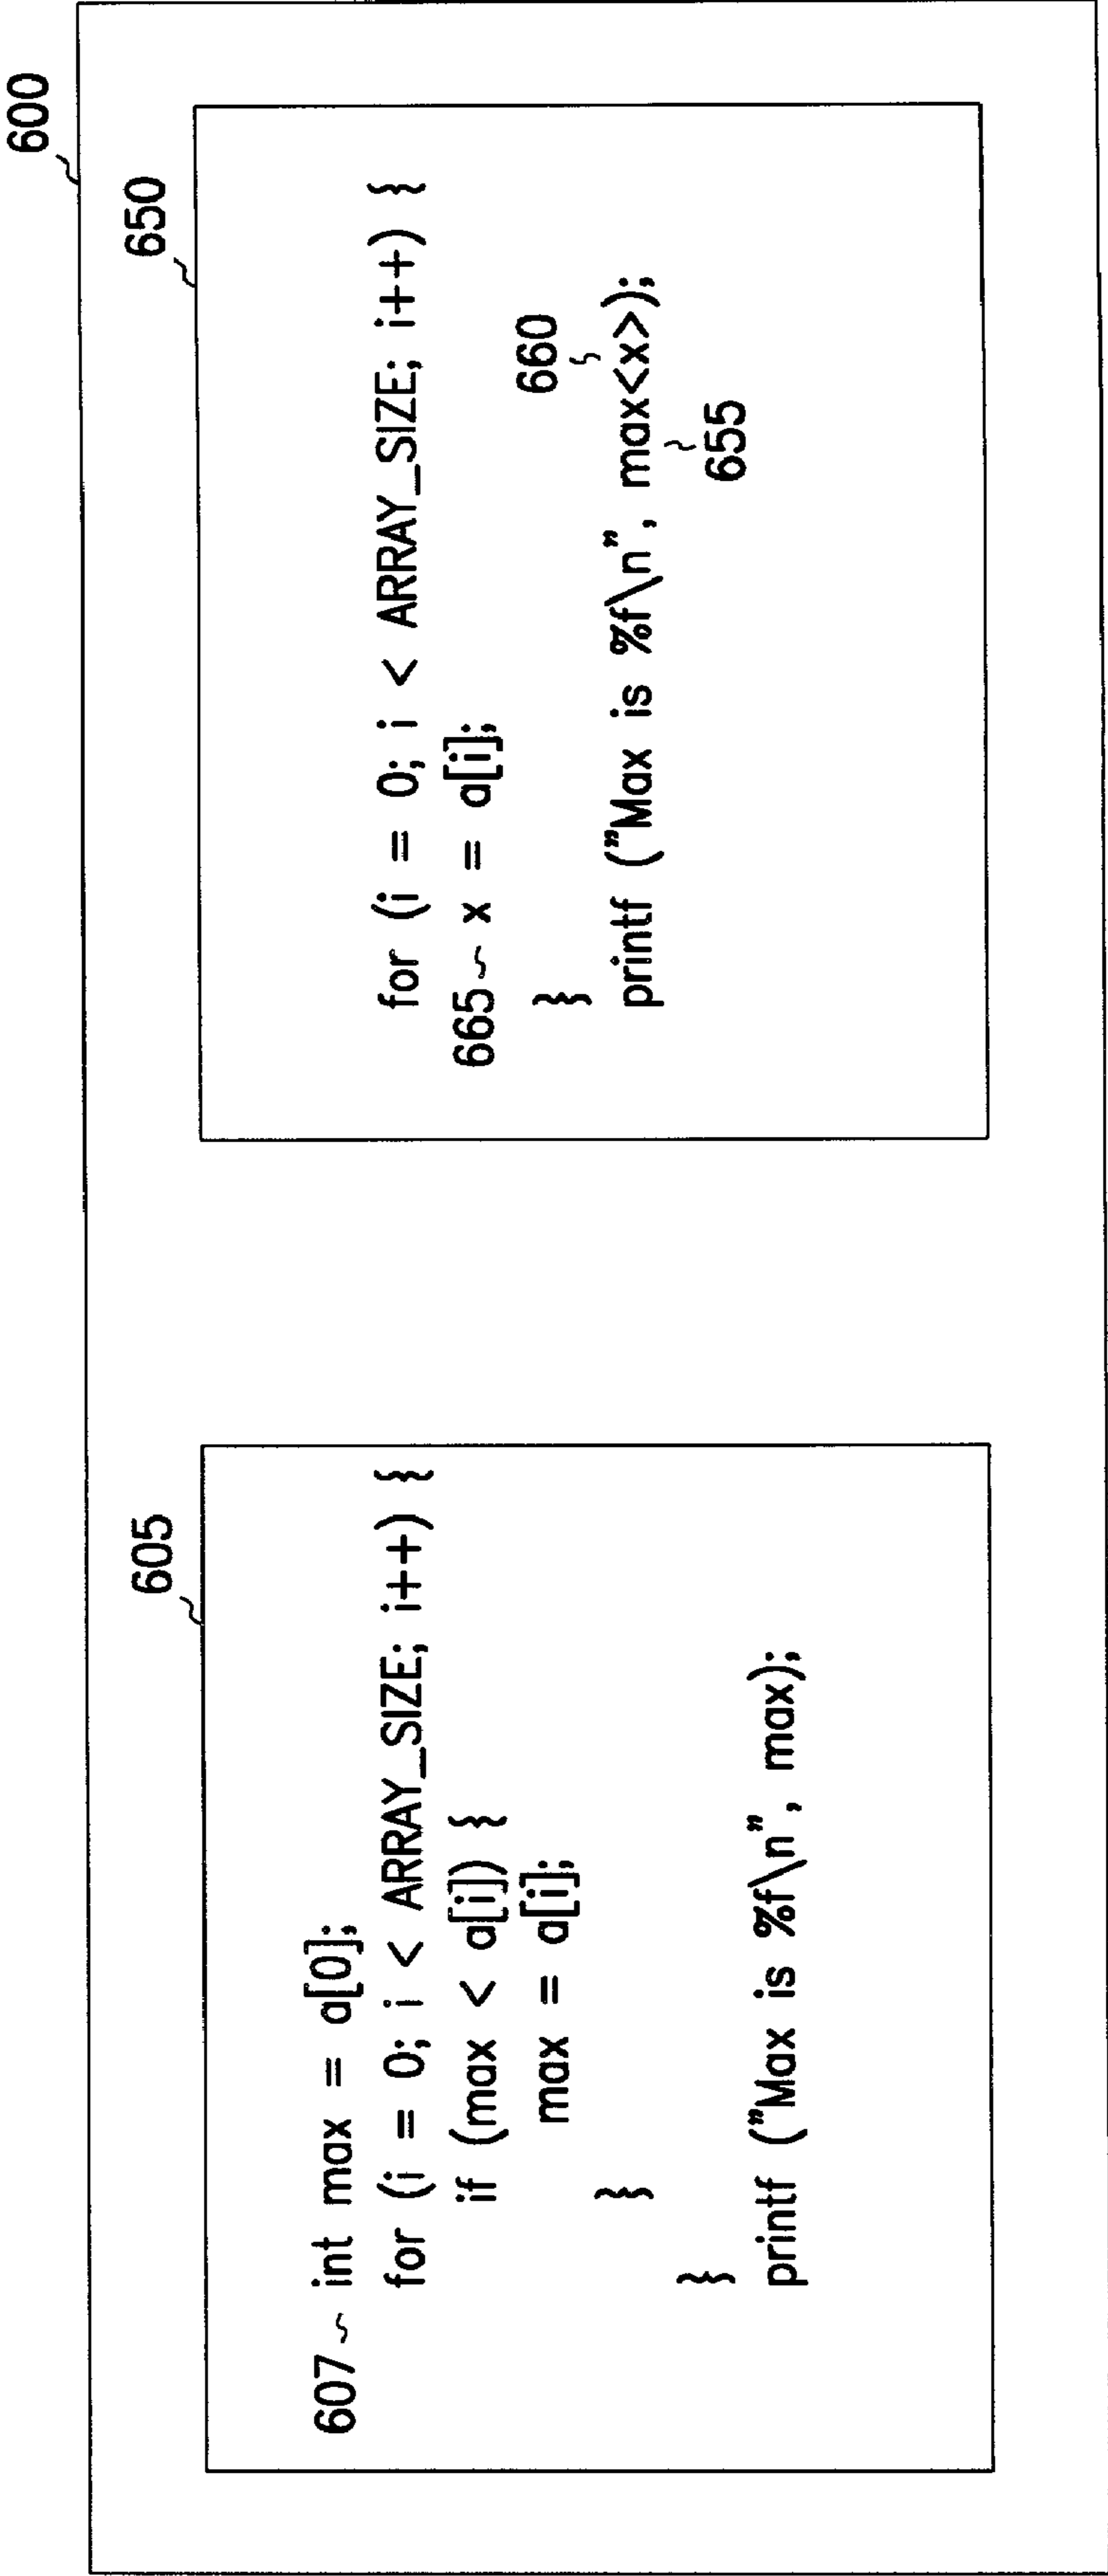 600
605
607 int max = a[0];
for (i = 0; i < ARRAY_SIZE; i++) {
if (max < a[i]) {
max = a[i];
}
}
printf ("Max is %f\n", max);
650
for (i = 0; i < ARRAY_SIZE; i++) {
665 x = a[i];
}
660
printf ("Max is %f\n", max<x>);
655